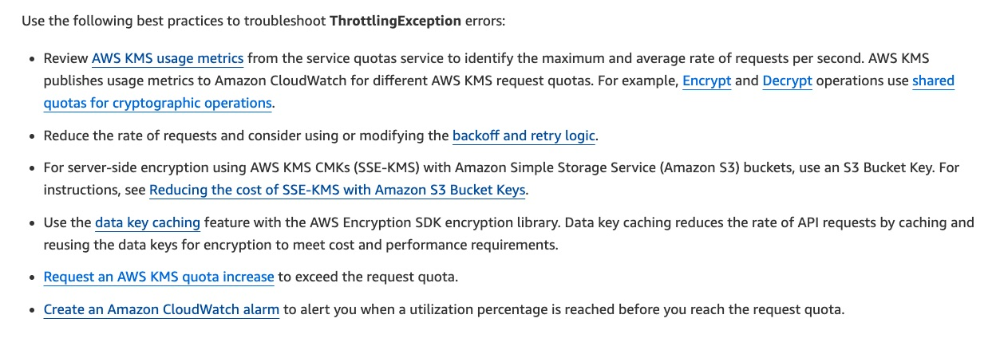 Use the following best practices to troubleshoot ThrottlingException errors:
• Review AWS KMS usage metrics from the service quotas service to identify the maximum and average rate of requests per second. AWS KMS
publishes usage metrics to Amazon CloudWatch for different AWS KMS request quotas. For example, Encrypt and Decrypt operations use shared
quotas for cryptographic operations.
• Reduce the rate of requests and consider using or modifying the backoff and retry logic.
• For server-side encryption using AWS KMS CMKs (SSE-KMS) with Amazon Simple Storage Service (Amazon S3) buckets, use an S3 Bucket Key. For
instructions, see Reducing the cost of SSE-KMS with Amazon S3 Bucket Keys.
• Use the data key caching feature with the AWS Encryption SDK encryption library. Data key caching reduces the rate of API requests by caching and
reusing the data keys for encryption to meet cost and performance requirements.
• Request an AWS KMS quota increase to exceed the request quota.
• Create an Amazon CloudWatch alarm to alert you when a utilization percentage is reached before you reach the request quota.